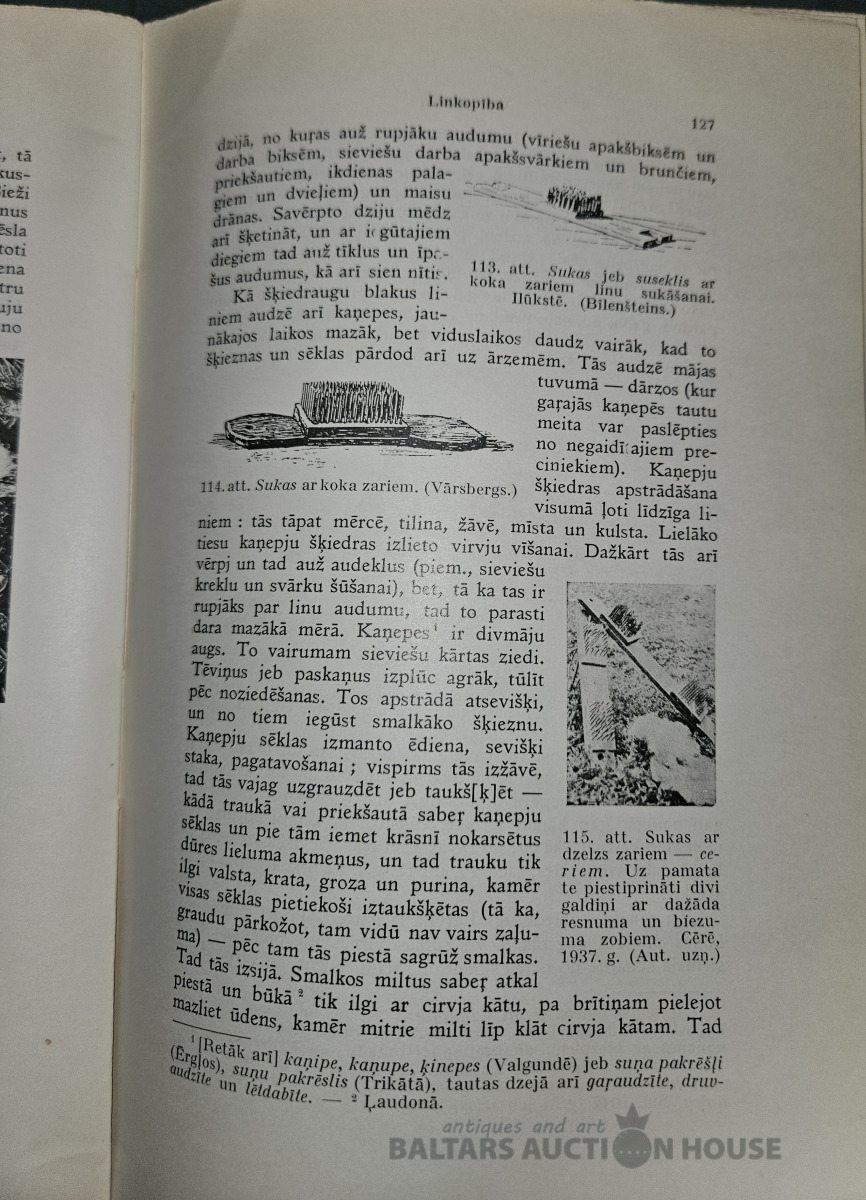 , tā
kus-
ieži
nus
ēsla
toti
ena
tru
uju
no
Linkopība
127
dzijā, no kuŗas auž rupjāku audumu (vīriešu apakšbiksēm un
darba biksēm, sieviešu darba apakšsvārkiem un brunčiem,
priekšautiem, ikdienas pala-
giem un dvieļiem) un maisu
drānas. Savērpto dziju mēdz
arī šķetināt, un ar iegūtajiem
diegiem tad auž tīklus un īpa-
šus audumus, kā arī sien nītis.
Kā šķiedraugu blakus li-
niem audzē arī kaņepes, jau-
113. att. Sukas jeb suseklis ar
koka zariem linu sukāšanai.
Ilūkstē. (Bīlenšteins.)
nākajos laikos mazāk, bet viduslaikos daudz vairāk, kad to
šķieznas un sēklas pārdod arī uz ārzemēm. Tās audzē mājas
tuvumā — dārzos (kur
gaŗajās kaņepēs tautu
meita var paslēpties
no negaidītajiem pre-
ciniekiem). Kaņepju
šķiedras apstrādāšana
visumā ļoti līdzīga li-
114. att. Sukas ar koka zariem. (Vārsbergs.)
niem : tās tāpat mērcē, tilina, žāvē, mīsta un kulsta. Lielāko
tiesu kaņepju šķiedras izlieto virvju vīšanai. Dažkārt tās arī
vērpj un tad auž audeklus (piem., sieviešu
kreklu un svārku šūšanai), bet, tā ka tas ir
rupjāks par linu audumu, tad to parasti
dara mazākā mērā. Kaņepes¹ ir divmāju
augs. To vairumam sieviešu kārtas ziedi.
Tēviņus jeb paskaņus izplūc agrāk, tūlīt
pēc noziedēšanas. Tos apstrādā atsevišķi,
un no tiem iegūst smalkāko šķieznu.
Kaņepju sēklas izmanto ēdiena, sevišķi
staka, pagatavošanai ; vispirms tās izžāvē,
tad tās vajag uzgrauzdēt jeb taukš[ķ]ēt —
kādā traukā vai priekšautā sabeŗ kaņepju
sēklas un pie tām iemet krāsnī nokarsētus
dūres lieluma akmeņus, un tad trauku tik
ilgi valsta, krata, groza un purina, kamēr
visas sēklas pietiekoši iztaukšķētas (tā ka,
graudu pārkožot, tam vidū nav vairs zaļu-
ma) — pēc tam tās piestā sagrūž smalkas.
Tad tās izsijā. Smalkos miltus sabeŗ atkal
115. att. Sukas ar
dzelzs zariem — ce-
riem. Uz pamata
te piestiprināti divi
galdiņi ar dažāda
resnuma un biezu-
ma zobiem. Cērē,
1937. g. (Aut. uzņ.)
piestā un būkā² tik ilgi ar cirvja kātu, pa brītiņam pielejot
mazliet ūdens, kamēr mitrie milti līp klāt cirvja kātam. Tad
¹ [Retāk arī] kaņipe, kaņupe, ķinepes (Valgundē) jeb suņa pakrēšļi
(Ērgļos), suņu pakrēslis (Trikātā), tautas dzejā arī gaŗaudzīte, druv-
audzīte un lētdabīte. — ² Ļaudonā.
antiques and art
BALTARS AUCTION HOUSE